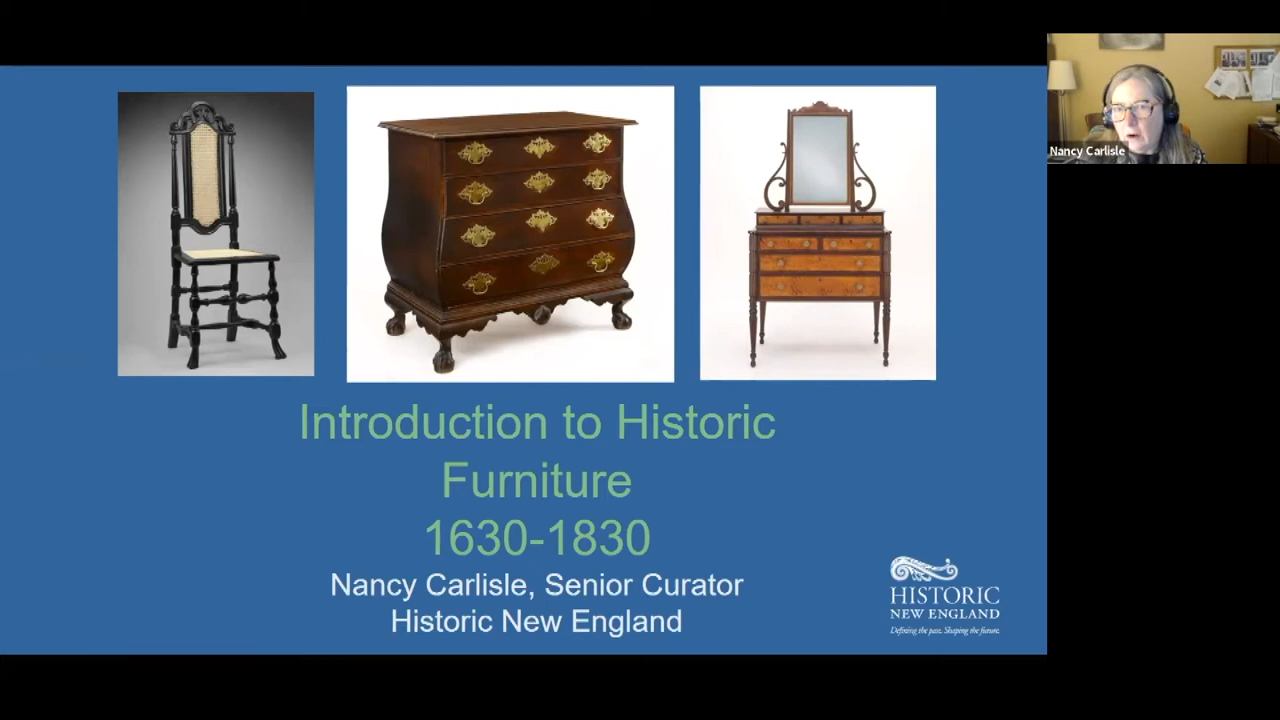 Nancy Carlisle
Introduction to Historic
Furniture
1630-1830
Nancy Carlisle, Senior Curator
Historic New England
HISTORIC
NEW ENGLAND
Defining the past. Shaping the future.